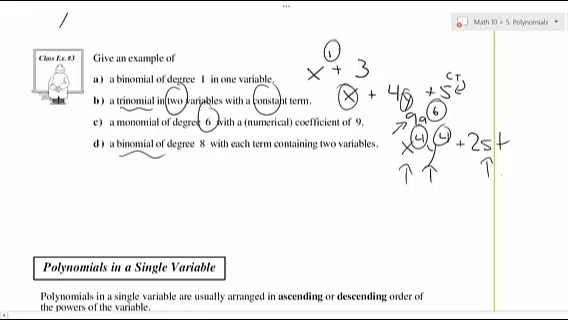 Math 10 > 5. Polynomials
Class Ex. #3
Give an example of
a) a binomial of degree 1 in one variable.
b) a trinomial in two variables with a constant term.
c) a monomial of degree 6 with a (numerical) coefficient of 9.
d) a binomial of degree 8 with each term containing two variables.
x¹ + 3
x + 4y + 5 CT
9a⁶
x⁴y⁴ + 2st
Polynomials in a Single Variable
Polynomials in a single variable are usually arranged in ascending or descending order of
the powers of the variable.